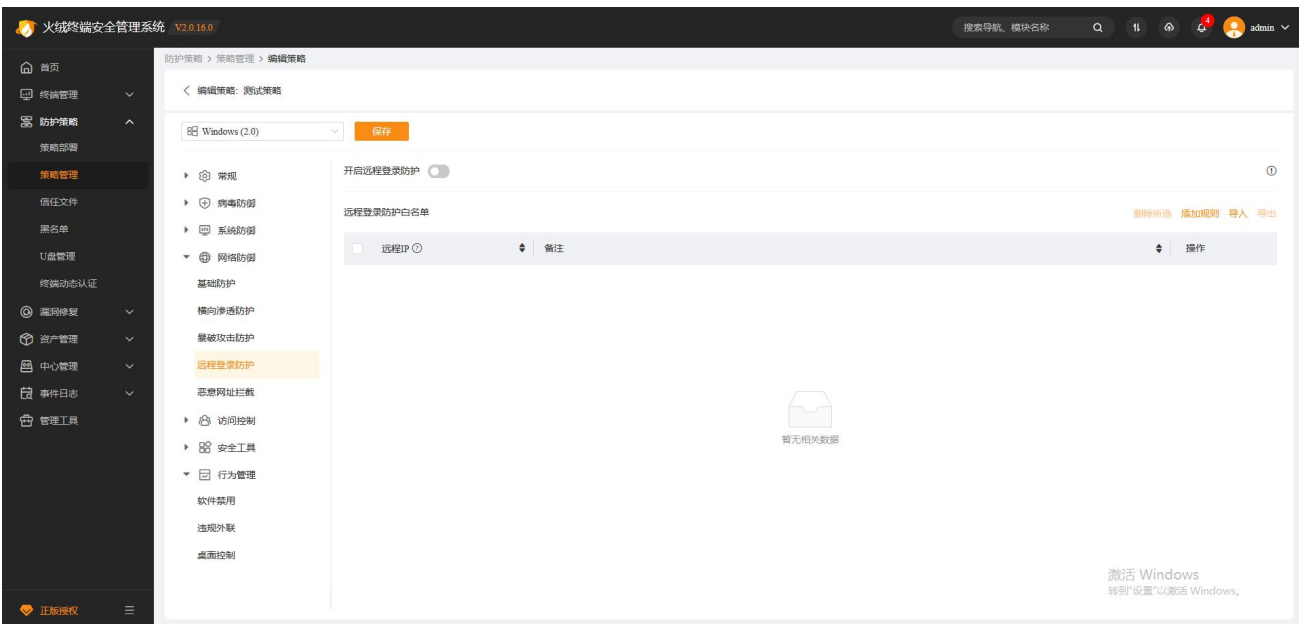 火绒终端安全管理系统 V2.0.16.0
搜索导航、模块名称
4
admin
首页
终端管理
防护策略
策略部署
策略管理
信任文件
黑名单
U盘管理
终端动态认证
漏洞修复
资产管理
中心管理
事件日志
管理工具
正版授权
防护策略 > 策略管理 > 编辑策略
编辑策略: 测试策略
Windows (2.0)
保存
常规
病毒防御
系统防御
网络防御
基础防护
横向渗透防护
暴破攻击防护
远程登录防护
恶意网址拦截
访问控制
安全工具
行为管理
软件禁用
违规外联
桌面控制
开启远程登录防护
远程登录防护白名单
删除所选 添加规则 导入 导出
远程IP 备注 操作
暂无相关数据
激活 Windows
转到"设置"以激活 Windows。